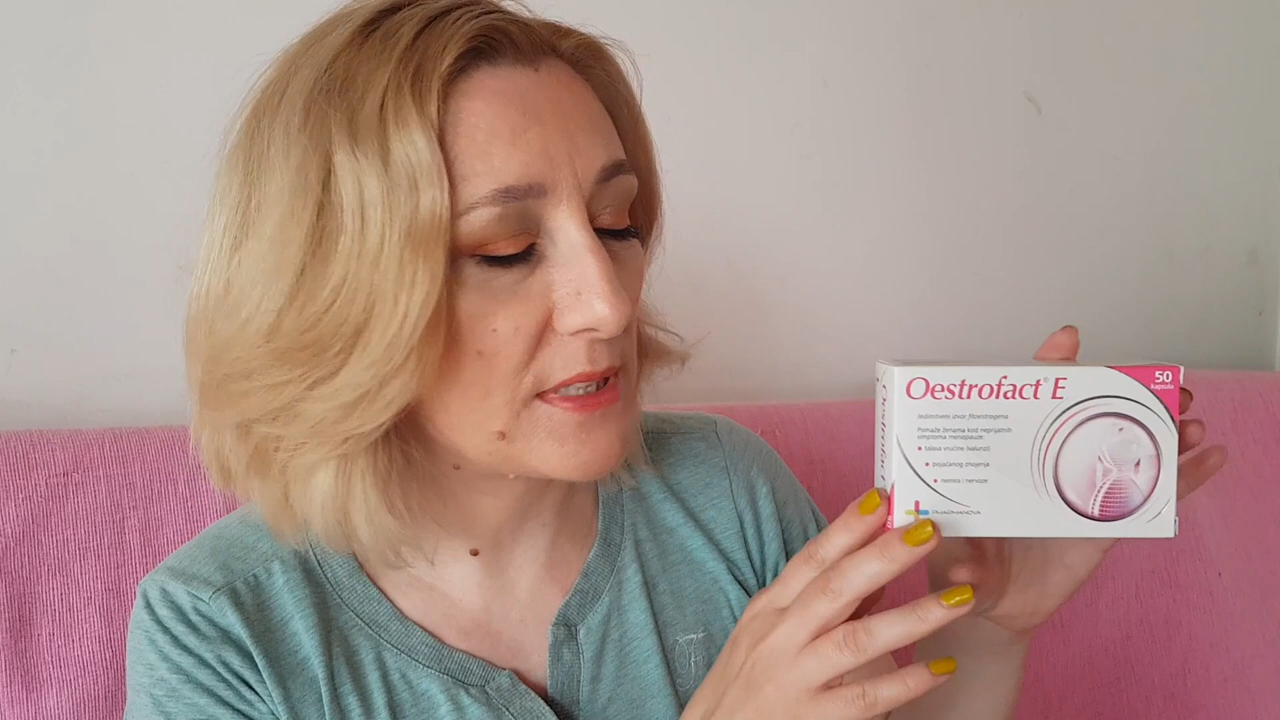 Oestrofact® E
50
kapsula
Jedinstveni izvor fitoestrogena
Pomaže ženama kod neprijatnih
simptoma menopauze:
talasa vrućine (valunzi)
pojačanog znojenja
nemira i nervoze
PHARMANOVA
Oestrofact